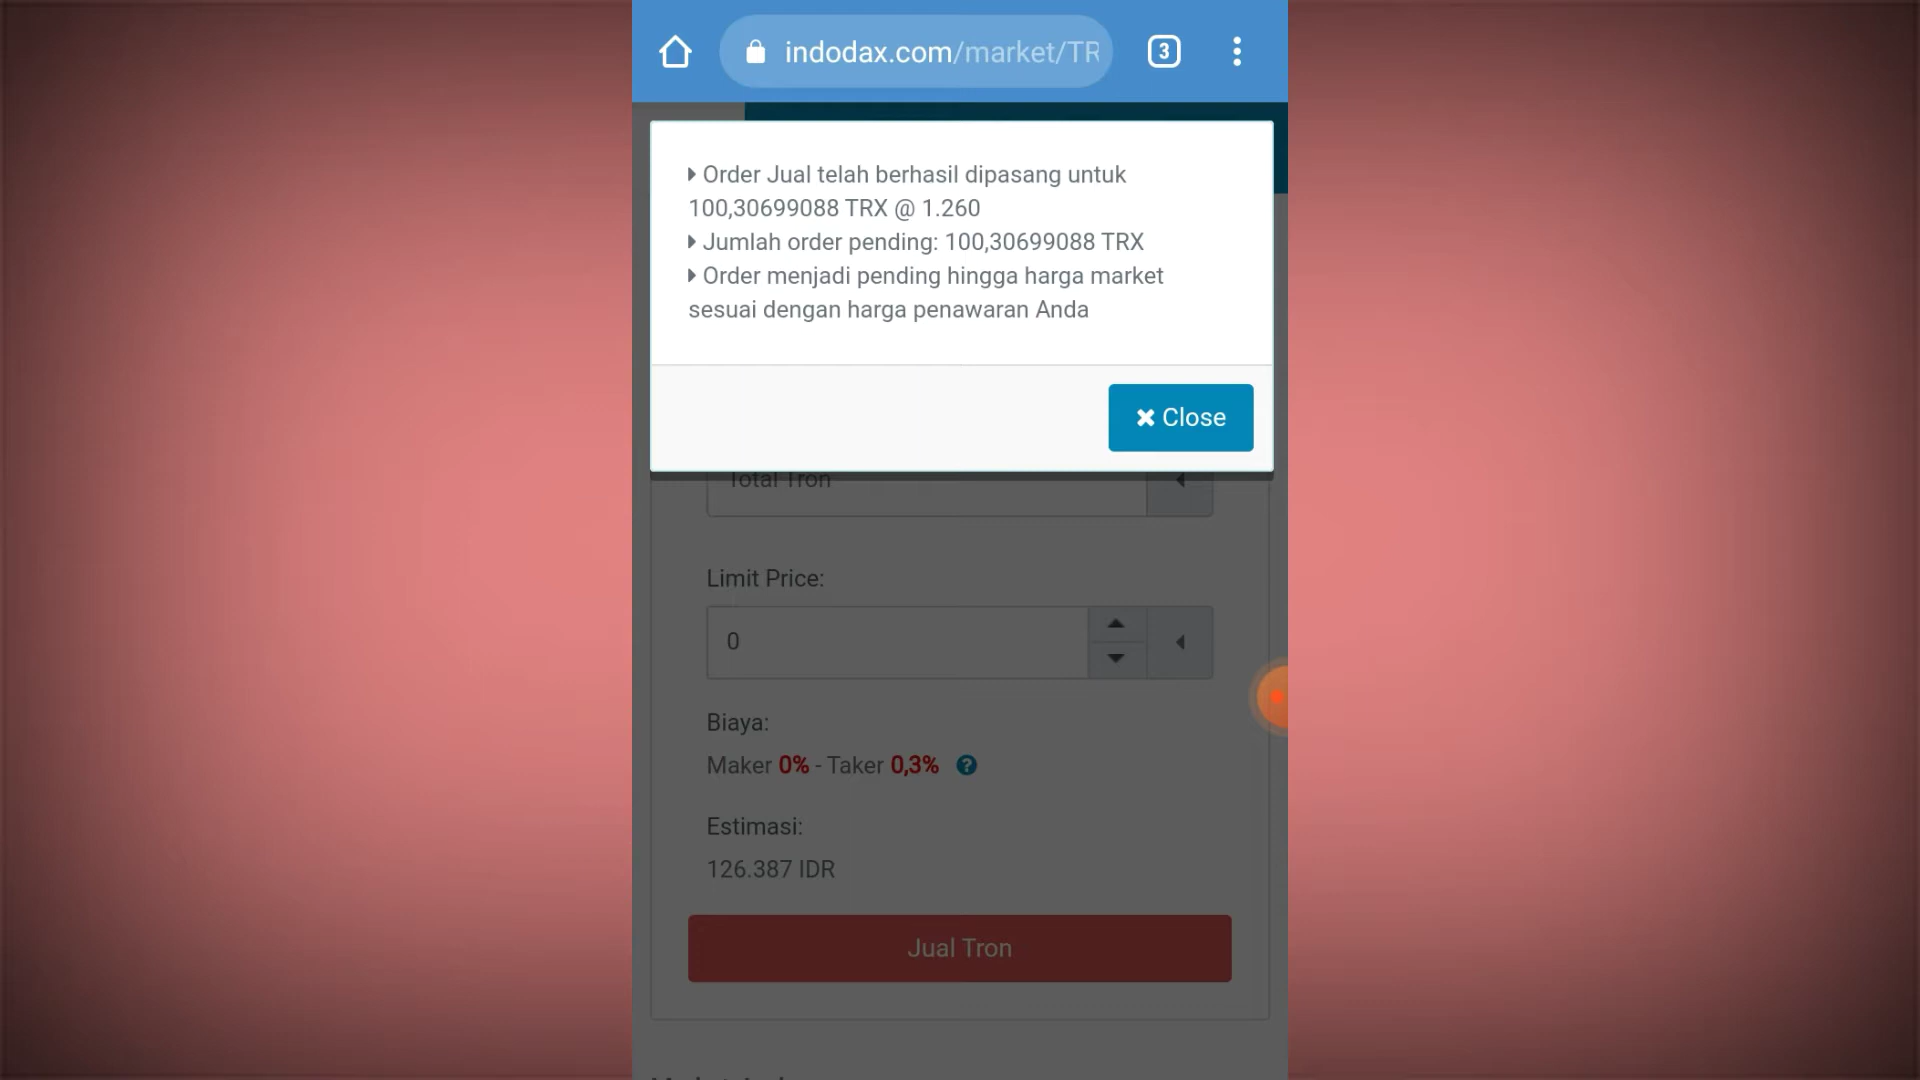 indodax.com/market/TR
3
Order Jual telah berhasil dipasang untuk
100,30699088 TRX @ 1.260
Jumlah order pending: 100,30699088 TRX
Order menjadi pending hingga harga market
sesuai dengan harga penawaran Anda
Close
Total Tron
Limit Price:
0
Biaya:
Maker 0% - Taker 0,3% ?
Estimasi:
126.387 IDR
Jual Tron